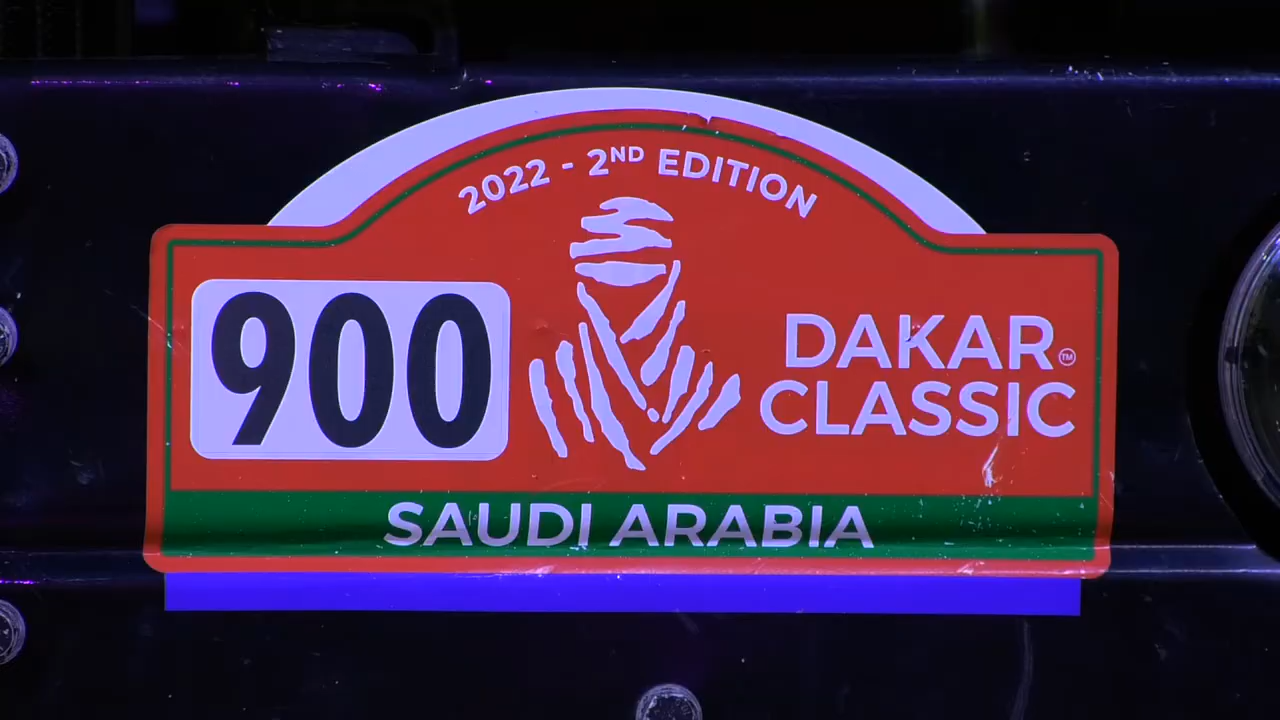 2022 - 2ND EDITION
900
DAKAR™
CLASSIC
SAUDI ARABIA